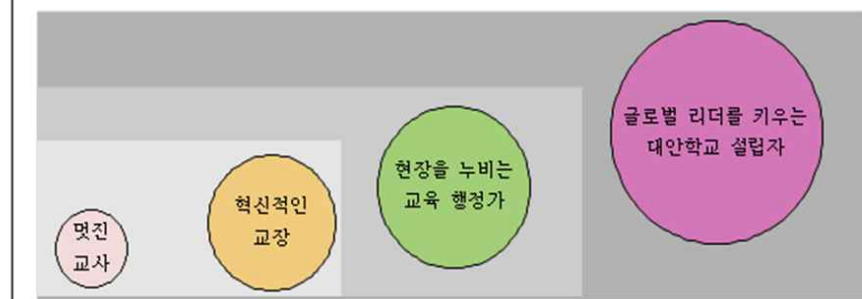 멋진
교사
혁신적인
교장
현장을 누비는
교육 행정가
글로벌 리더를 키우는
대안학교 설립자